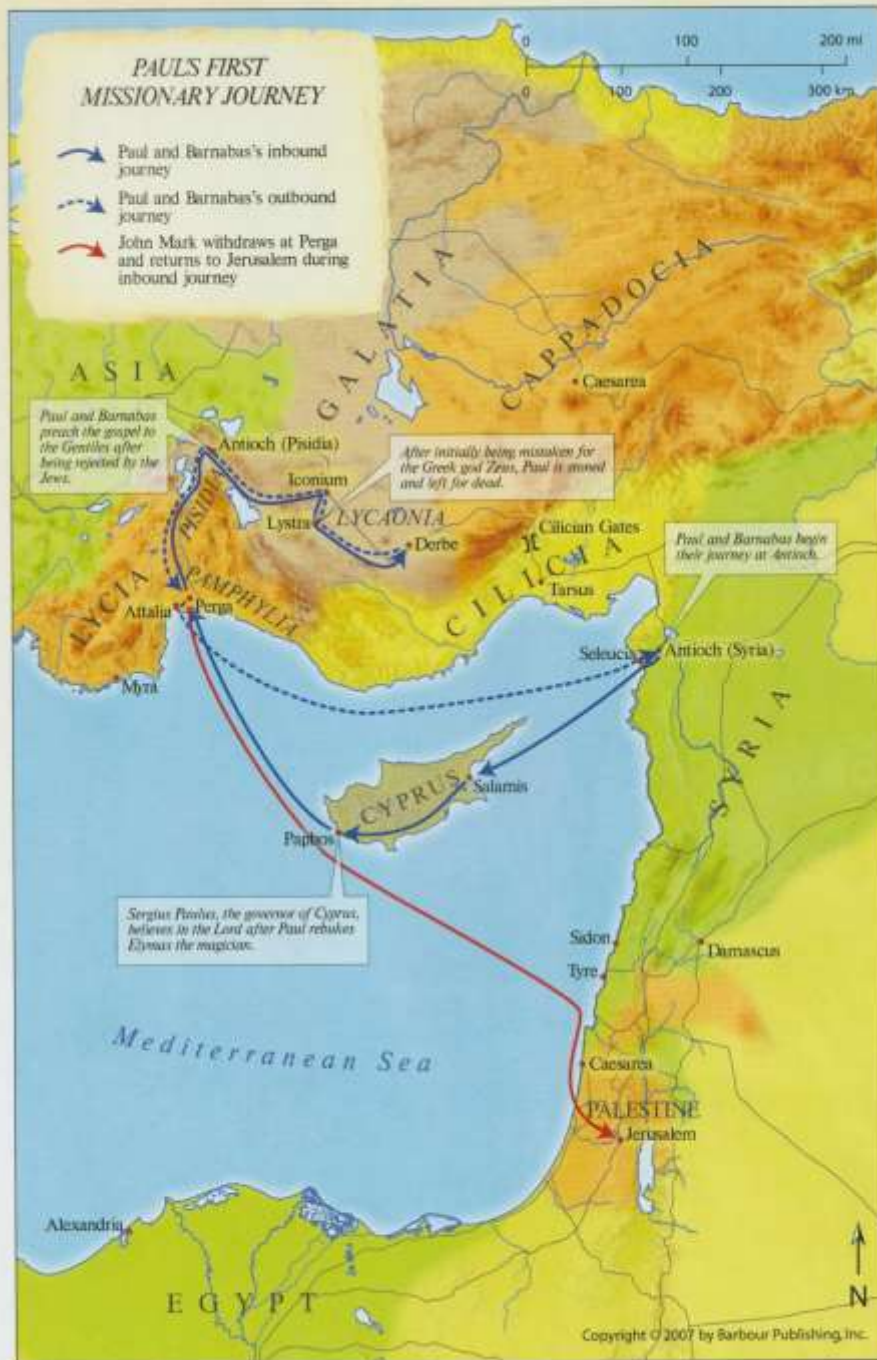 PAUL'S FIRST
MISSIONARY JOURNEY
Paul and Barnabas's inbound
journey
Paul and Barnabas's outbound
journey
John Mark withdraws at Perga
and returns to Jerusalem during
inbound journey
0 100 200 mi
0 100 200 300 km
ASIA
GALATIA
CAPPADOCIA
Caesarea
Paul and Barnabas
preach the gospel to
the Gentiles after
being rejected by the
Jews.
Antioch (Pisidia)
After initially being mistaken for
the Greek god Zeus, Paul is stoned
and left for dead.
Iconium
PISIDIA
Lystra
LYCAONIA
Derbe
Cilician Gates
CILICIA
Tarsus
Paul and Barnabas begin
their journey at Antioch.
LYCIA
PAMPHYLIA
Attalia
Perga
Myra
Seleucia
Antioch (Syria)
SYRIA
CYPRUS
Salamis
Paphos
Sergius Paulus, the governor of Cyprus,
believes in the Lord after Paul rebukes
Elymas the magician.
Sidon
Damascus
Tyre
Mediterranean Sea
Caesarea
PALESTINE
Jerusalem
Alexandria
EGYPT
N
Copyright © 2007 by Barbour Publishing, Inc.